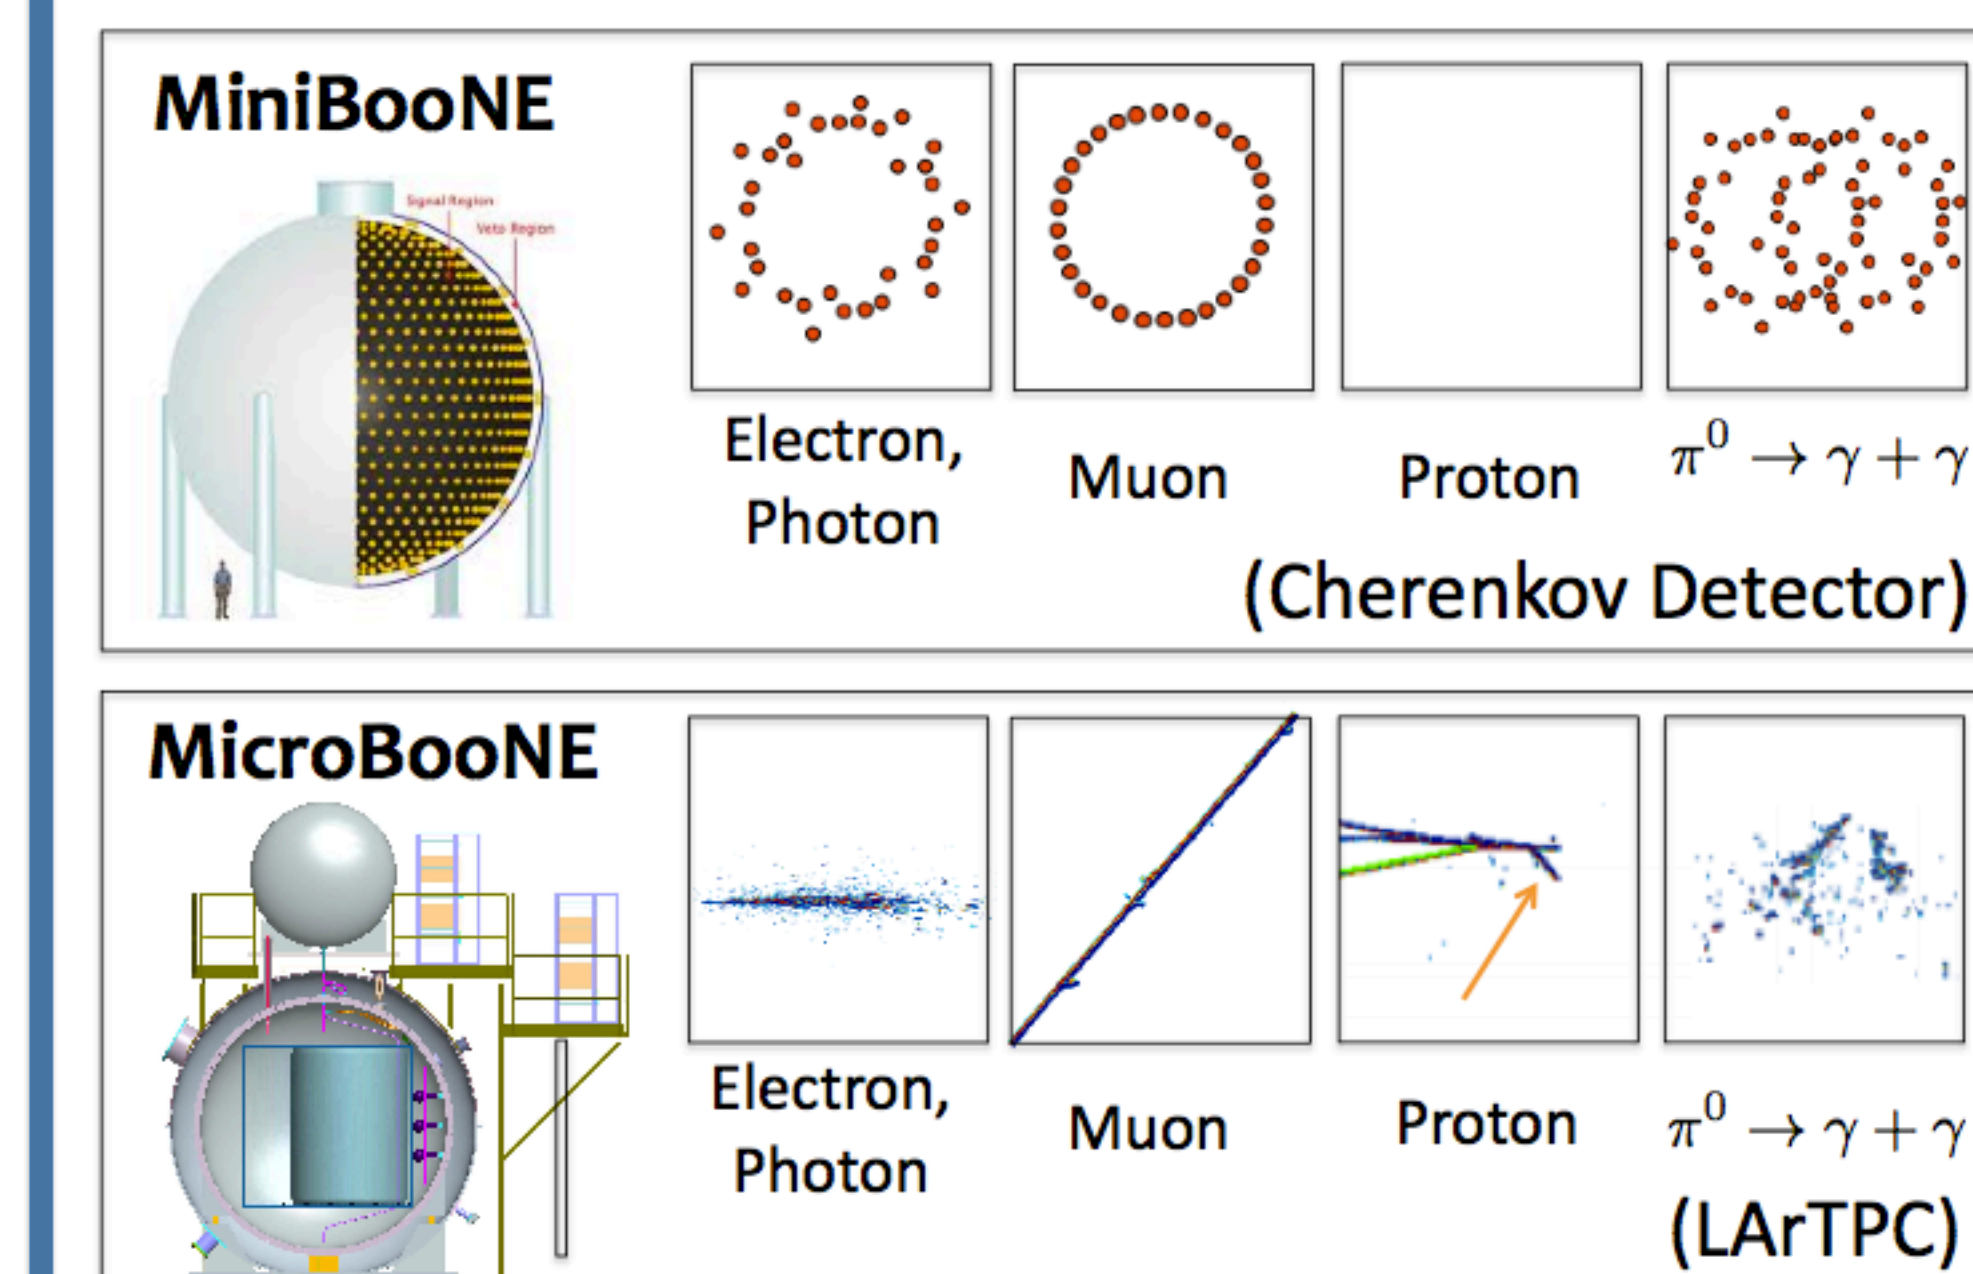 MiniBooNE
Signal Region
Veto Region
Electron,
Photon
Muon
Proton
π⁰ → γ + γ
(Cherenkov Detector)
MicroBooNE
Electron,
Photon
Muon
Proton
π⁰ → γ + γ
(LArTPC)